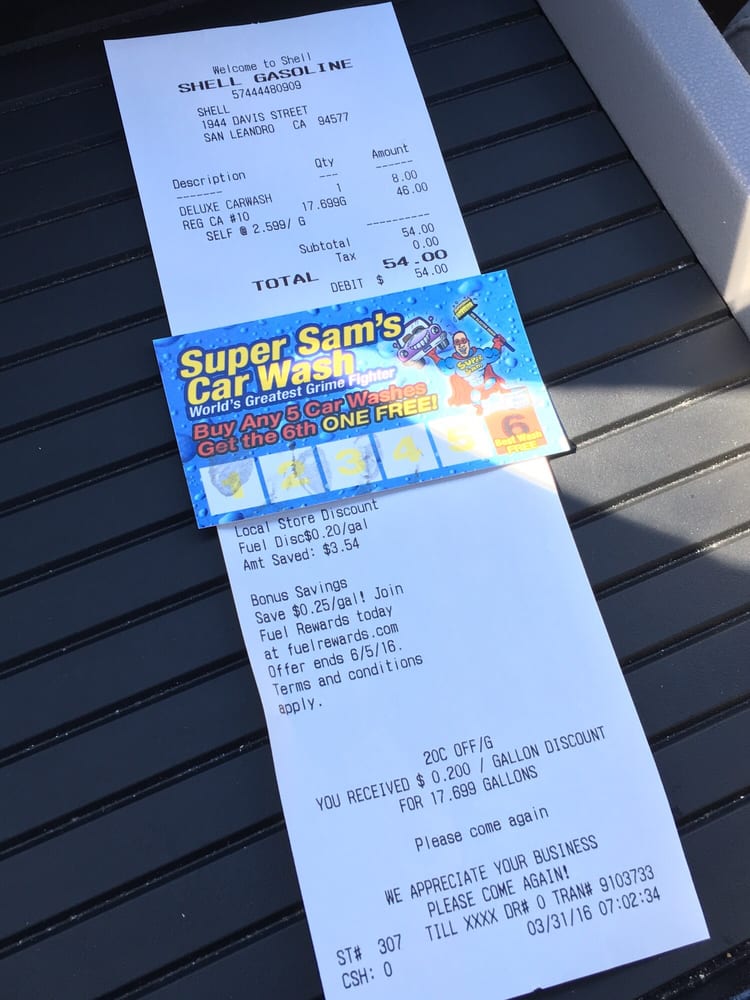 Welcome to Shell
SHELL GASOLINE
57444480909
SHELL
1944 DAVIS STREET
SAN LEANDRO CA 94577
Description Qty Amount
------- --- ------
DELUXE CARWASH 1 8.00
REG CA #10 17.699G 46.00
SELF @ 2.599/ G
----------
Subtotal 54.00
Tax 0.00
TOTAL 54.00
DEBIT $ 54.00
Super Sam's
Car Wash
World's Greatest Grime Fighter
Buy Any 5 Car Washes
Get the 6th ONE FREE!
1 2 3 4 5 6
Best Wash
FREE
Local Store Discount
Fuel Disc$0.20/gal
Amt Saved: $3.54
Bonus Savings
Save $0.25/gal! Join
Fuel Rewards today
at fuelrewards.com
Offer ends 6/5/16.
Terms and conditions
apply.
20C OFF/G
YOU RECEIVED $ 0.200 / GALLON DISCOUNT
FOR 17.699 GALLONS
Please come again
WE APPRECIATE YOUR BUSINESS
PLEASE COME AGAIN!
ST# 307 TILL XXXX DR# 0 TRAN# 9103733
CSH: 0 03/31/16 07:02:34